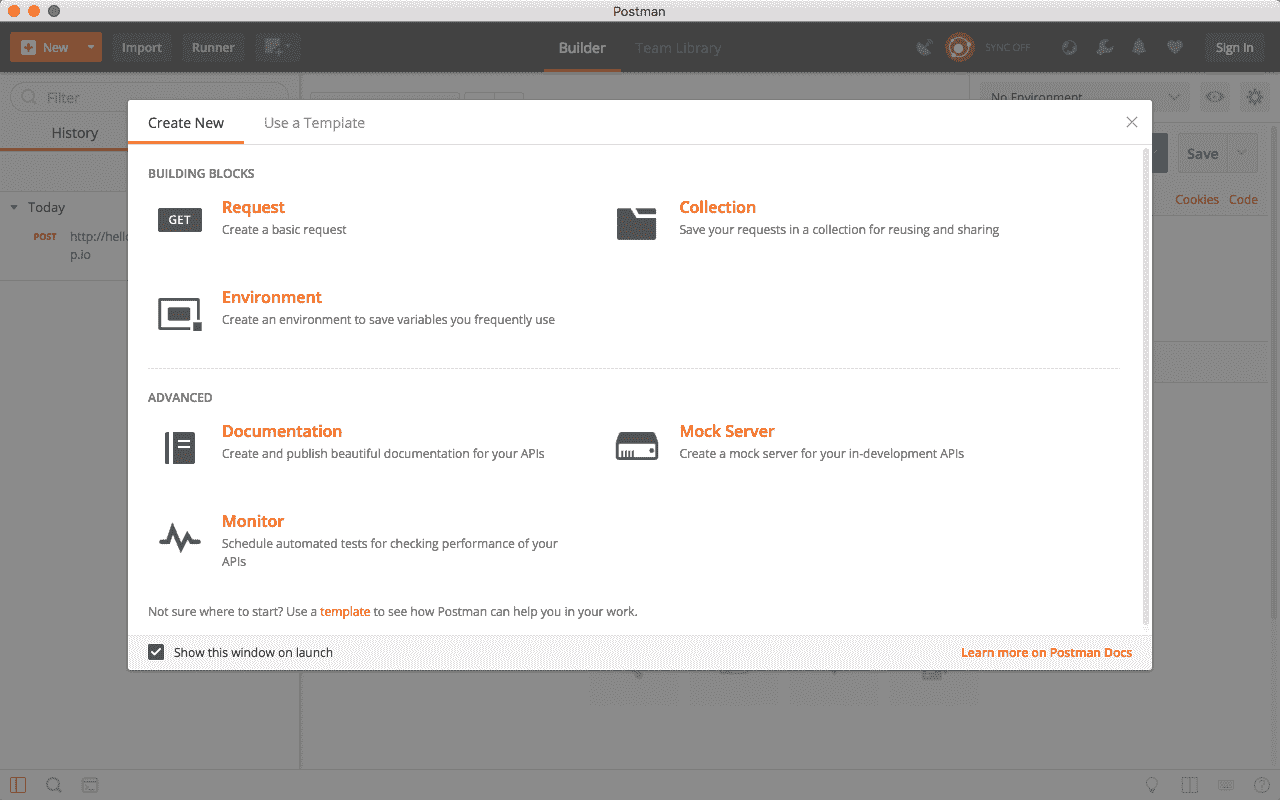 Postman
New
Import
Runner
Builder
Team Library
SYNC OFF
Sign In
Filter
No Environment
History
Save
Cookies
Code
Today
POST
http://hello
p.io
Create New
Use a Template
BUILDING BLOCKS
GET
Request
Create a basic request
Collection
Save your requests in a collection for reusing and sharing
Environment
Create an environment to save variables you frequently use
ADVANCED
Documentation
Create and publish beautiful documentation for your APIs
Mock Server
Create a mock server for your in-development APIs
Monitor
Schedule automated tests for checking performance of your
APIs
Not sure where to start? Use a template to see how Postman can help you in your work.
Show this window on launch
Learn more on Postman Docs